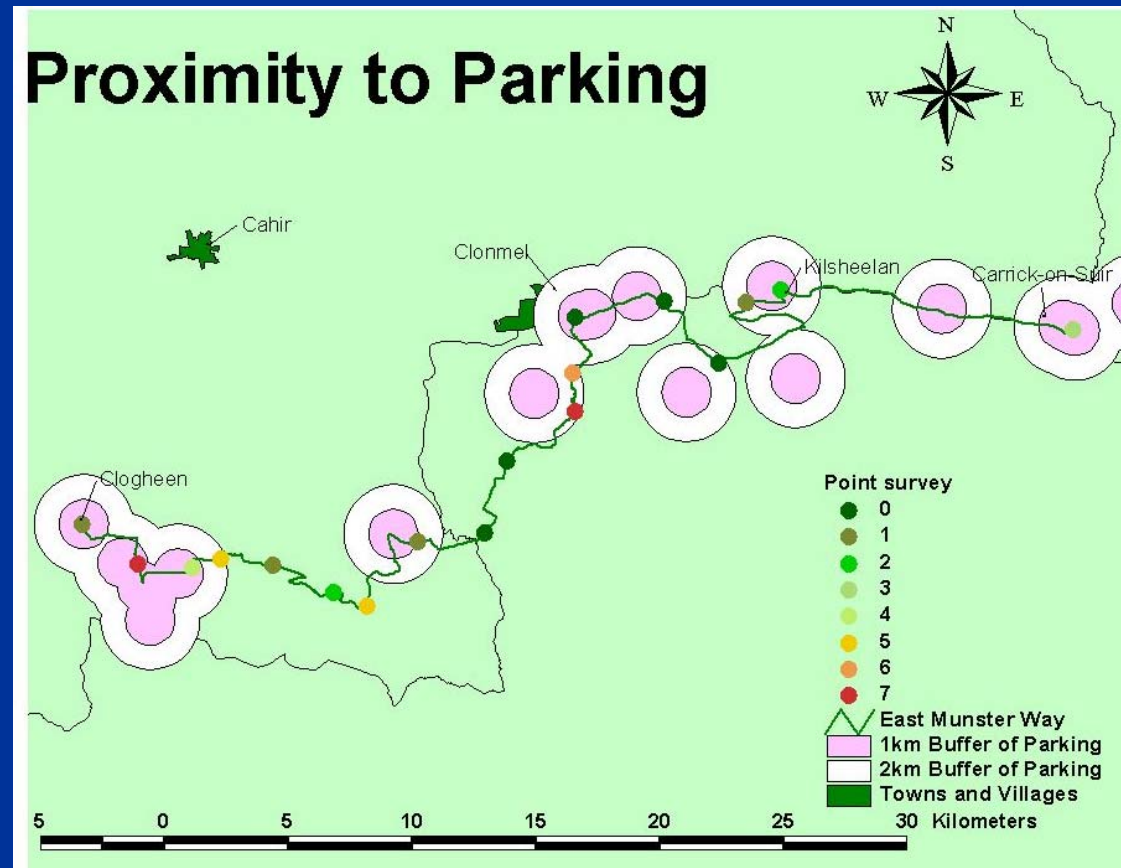 Proximity to Parking
N
W
E
S
Cahir
Clonmel
Kilsheelan
Carrick-on-Suir
Clogheen
Point survey
0
1
2
3
4
5
6
7
East Munster Way
1km Buffer of Parking
2km Buffer of Parking
Towns and Villages
5 0 5 10 15 20 25 30 Kilometers